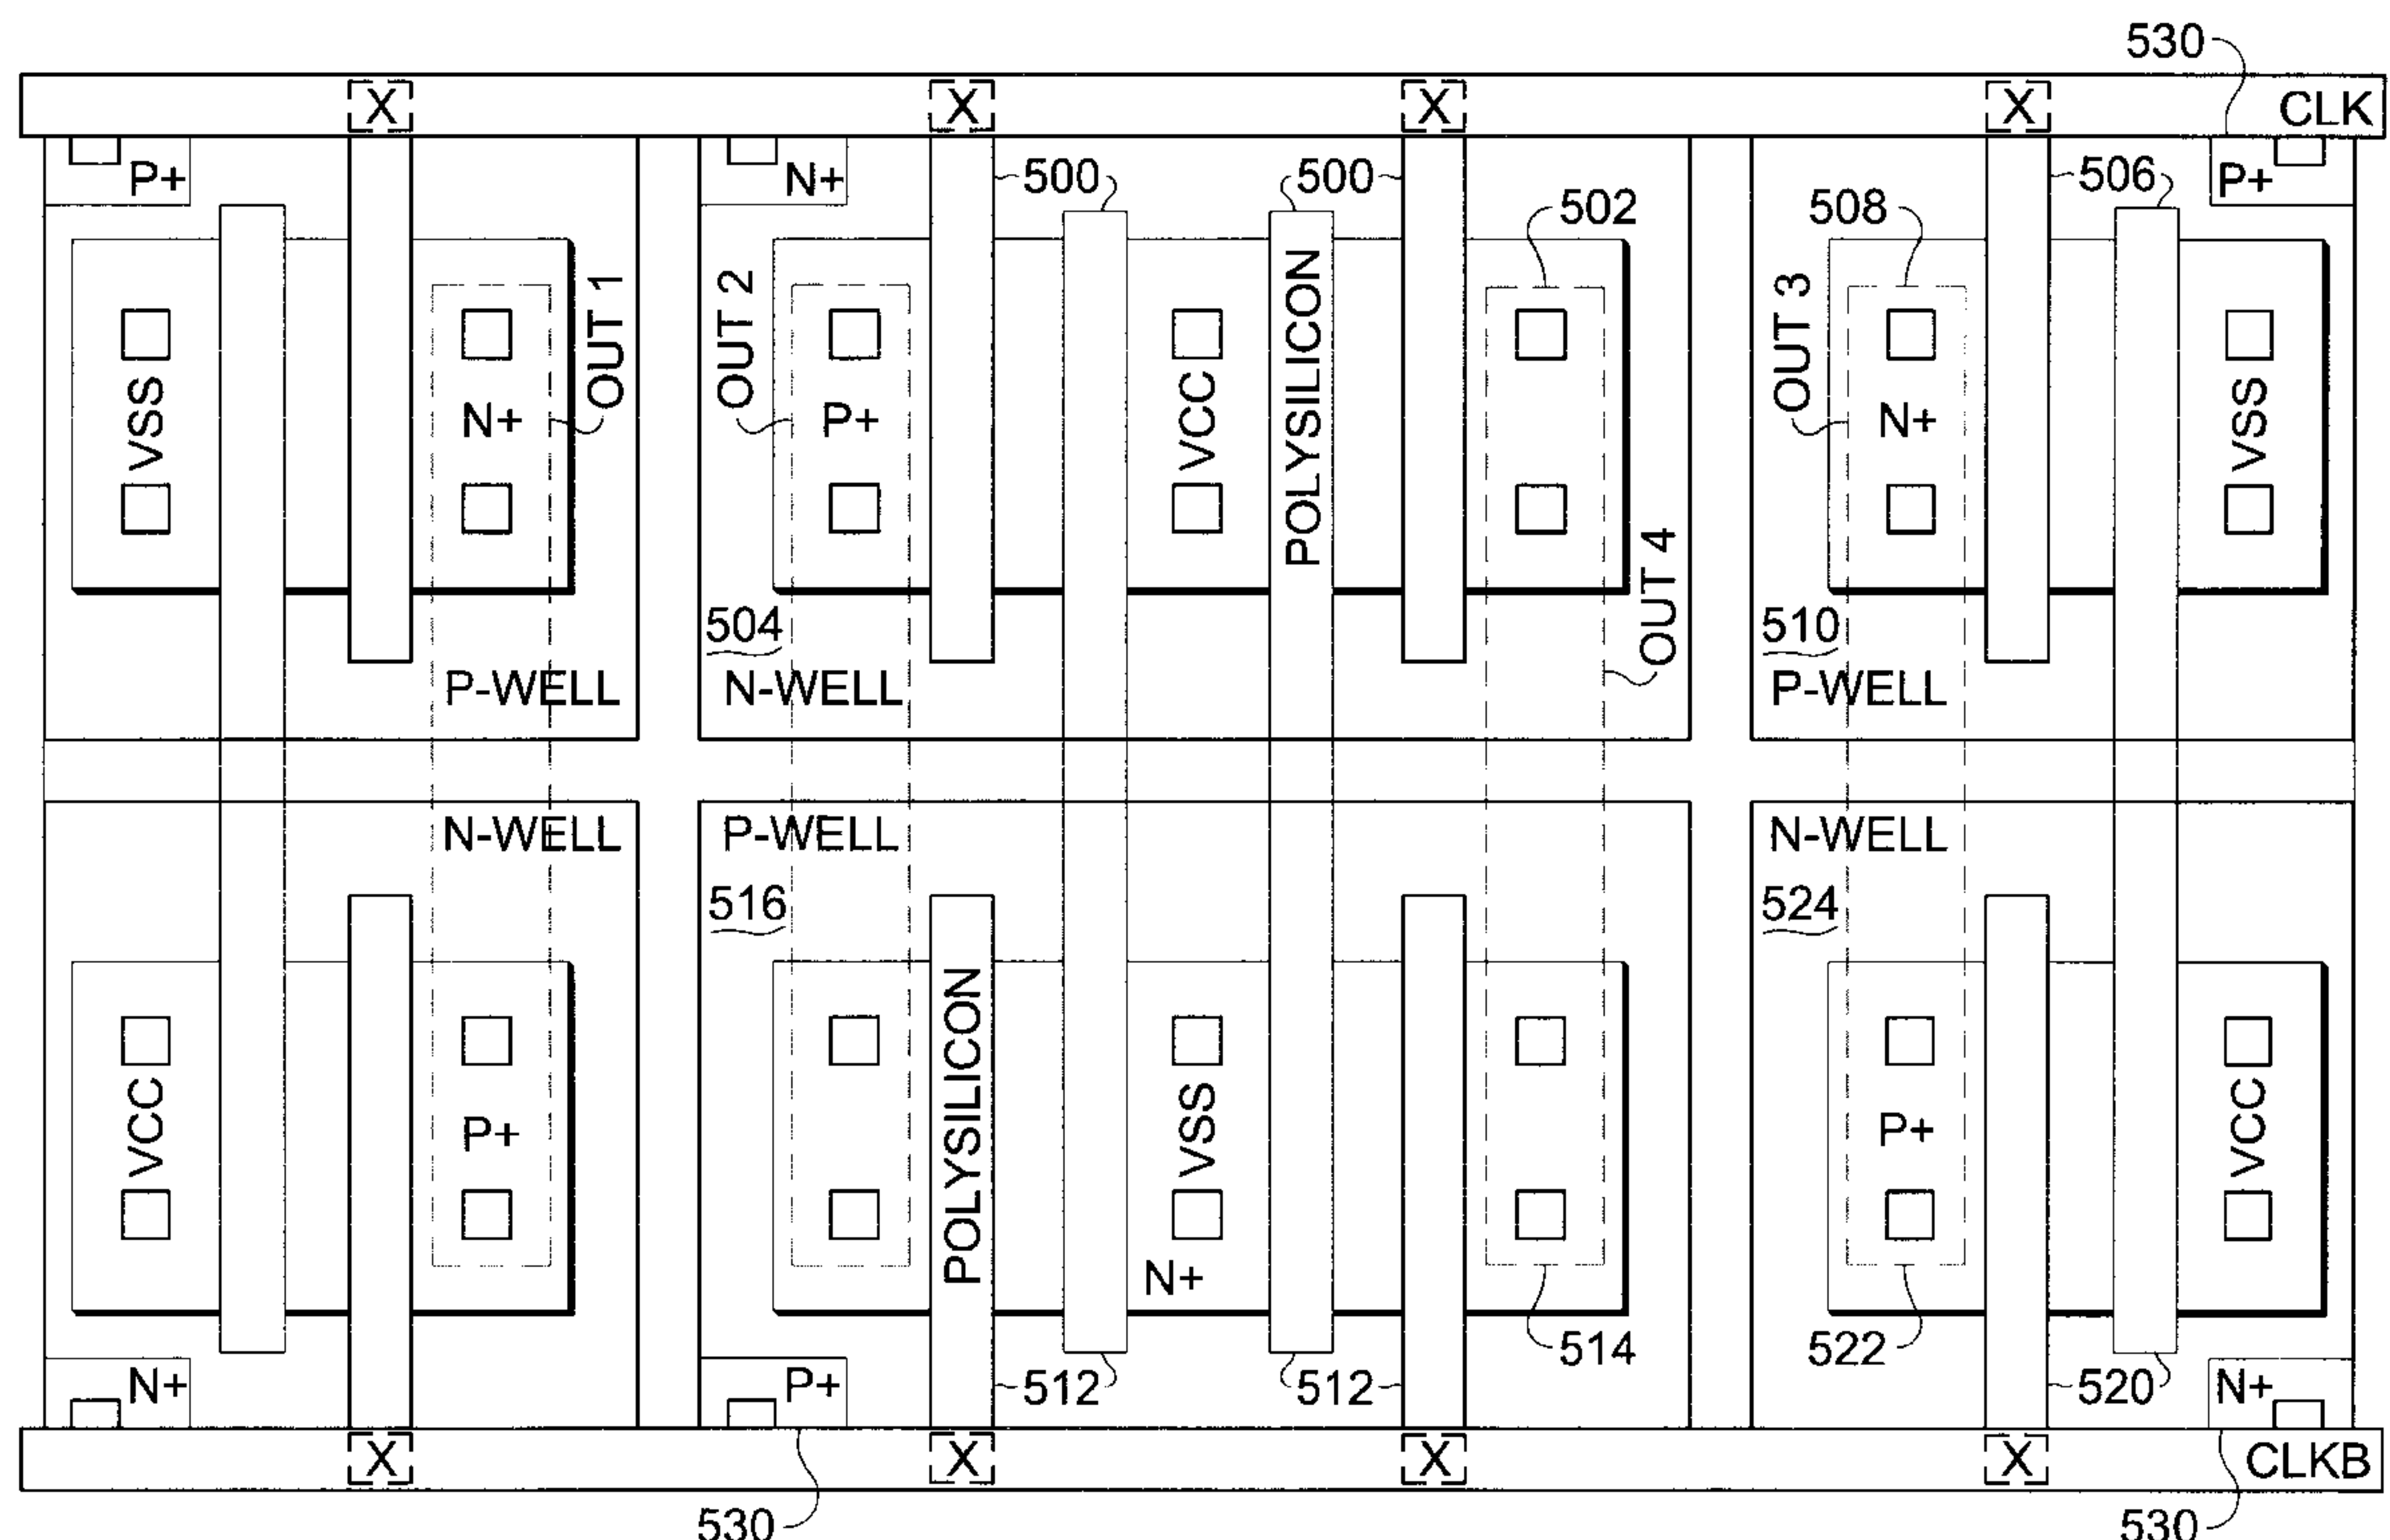 530
X X X X CLK
P+ N+ 500 500 506 P+
508 502
OUT 1 OUT 2 OUT 3
POLYSILICON
VSS N+ P+ VCC N+ VSS
OUT 4
504 510
P-WELL N-WELL P-WELL
N-WELL P-WELL N-WELL
516 524
POLYSILICON
VCC P+ VSS P+ VCC
N+
514 522
N+ P+ 512 512 520 N+
X X X X CLKB
530 530